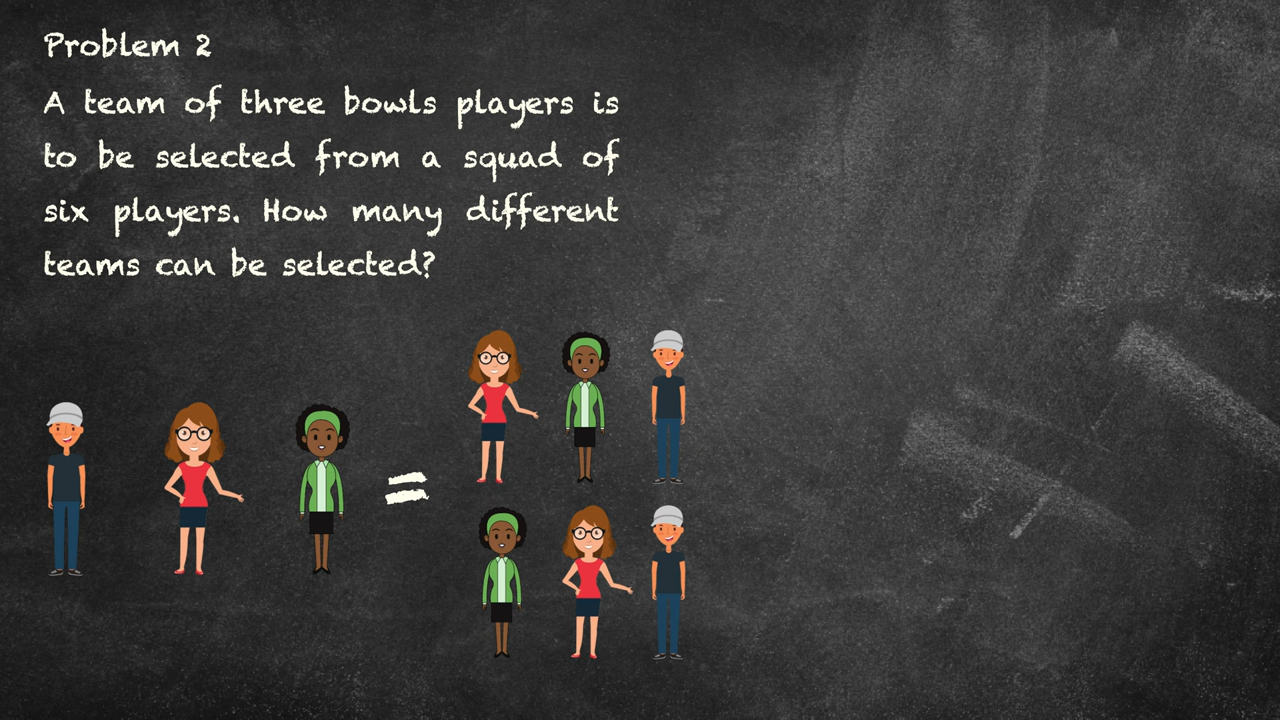 Problem 2
A team of three bowls players is
to be selected from a squad of
six players. How many different
teams can be selected?
=